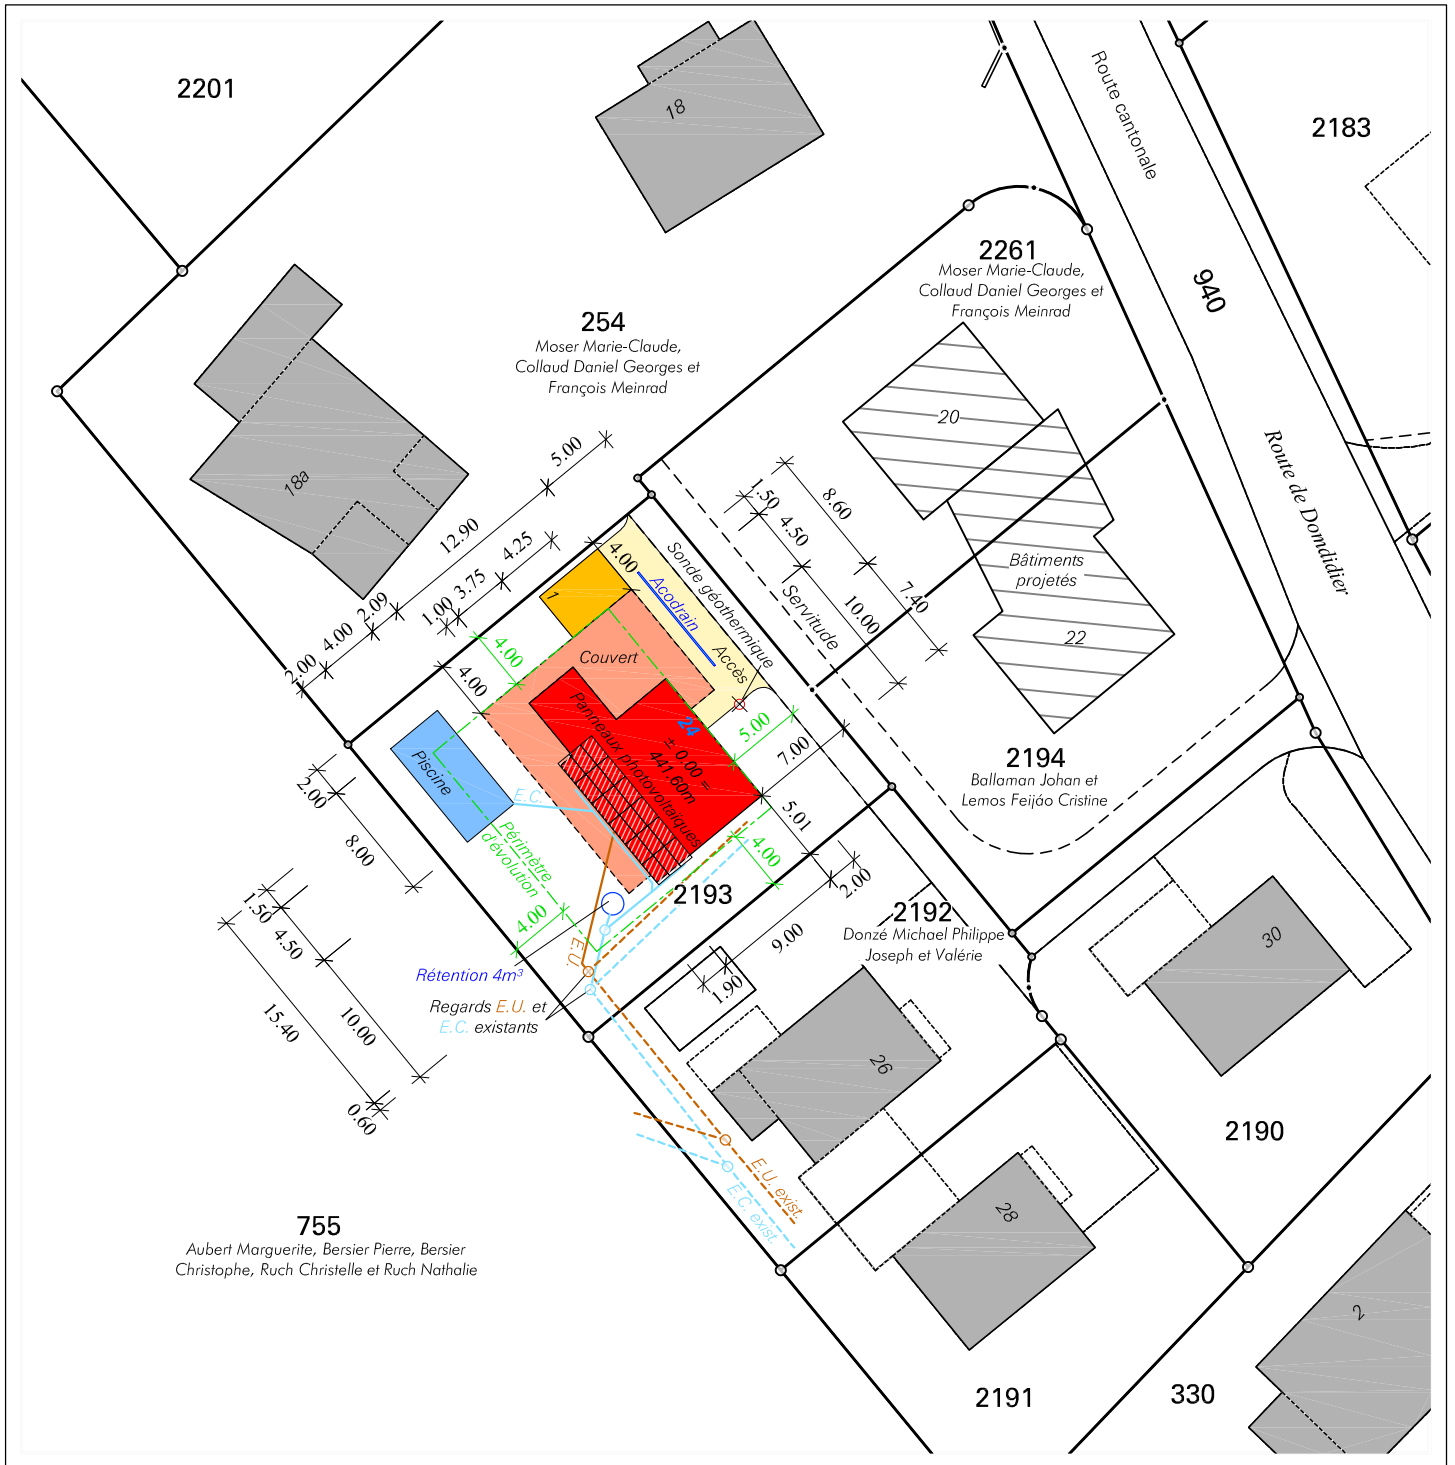 2201
18
Route cantonale
2183
2261
Moser Marie-Claude,
Collaud Daniel Georges et
François Meinrad
940
254
Moser Marie-Claude,
Collaud Daniel Georges et
François Meinrad
20
18a
5.00
12.90
4.25
3.75
1.00
2.09
4.00
2.00
1.50
4.50
10.00
8.60
7.40
Route de Domdidier
Bâtiments
projetés
22
Servitude
Sonde géothermique
Acodrain
Accès
4.00
1
Couvert
4.00
4.00
24
± 0.00 =
441.60m
Panneaux photovoltaïques
5.00
7.00
Piscine
E.C.
Périmètre
d'évolution
2194
Ballaman Johan et
Lemos Feijáo Cristine
2.00
8.00
5.01
4.00
2.00
2193
4.00
9.00
1.90
2192
Donzé Michael Philippe
Joseph et Valérie
30
1.50
4.50
15.40
10.00
0.60
E.U.
Rétention 4m³
Regards E.U. et
E.C. existants
26
2190
E.U. exist.
E.C. exist.
28
755
Aubert Marguerite, Bersier Pierre, Bersier
Christophe, Ruch Christelle et Ruch Nathalie
2
2191
330